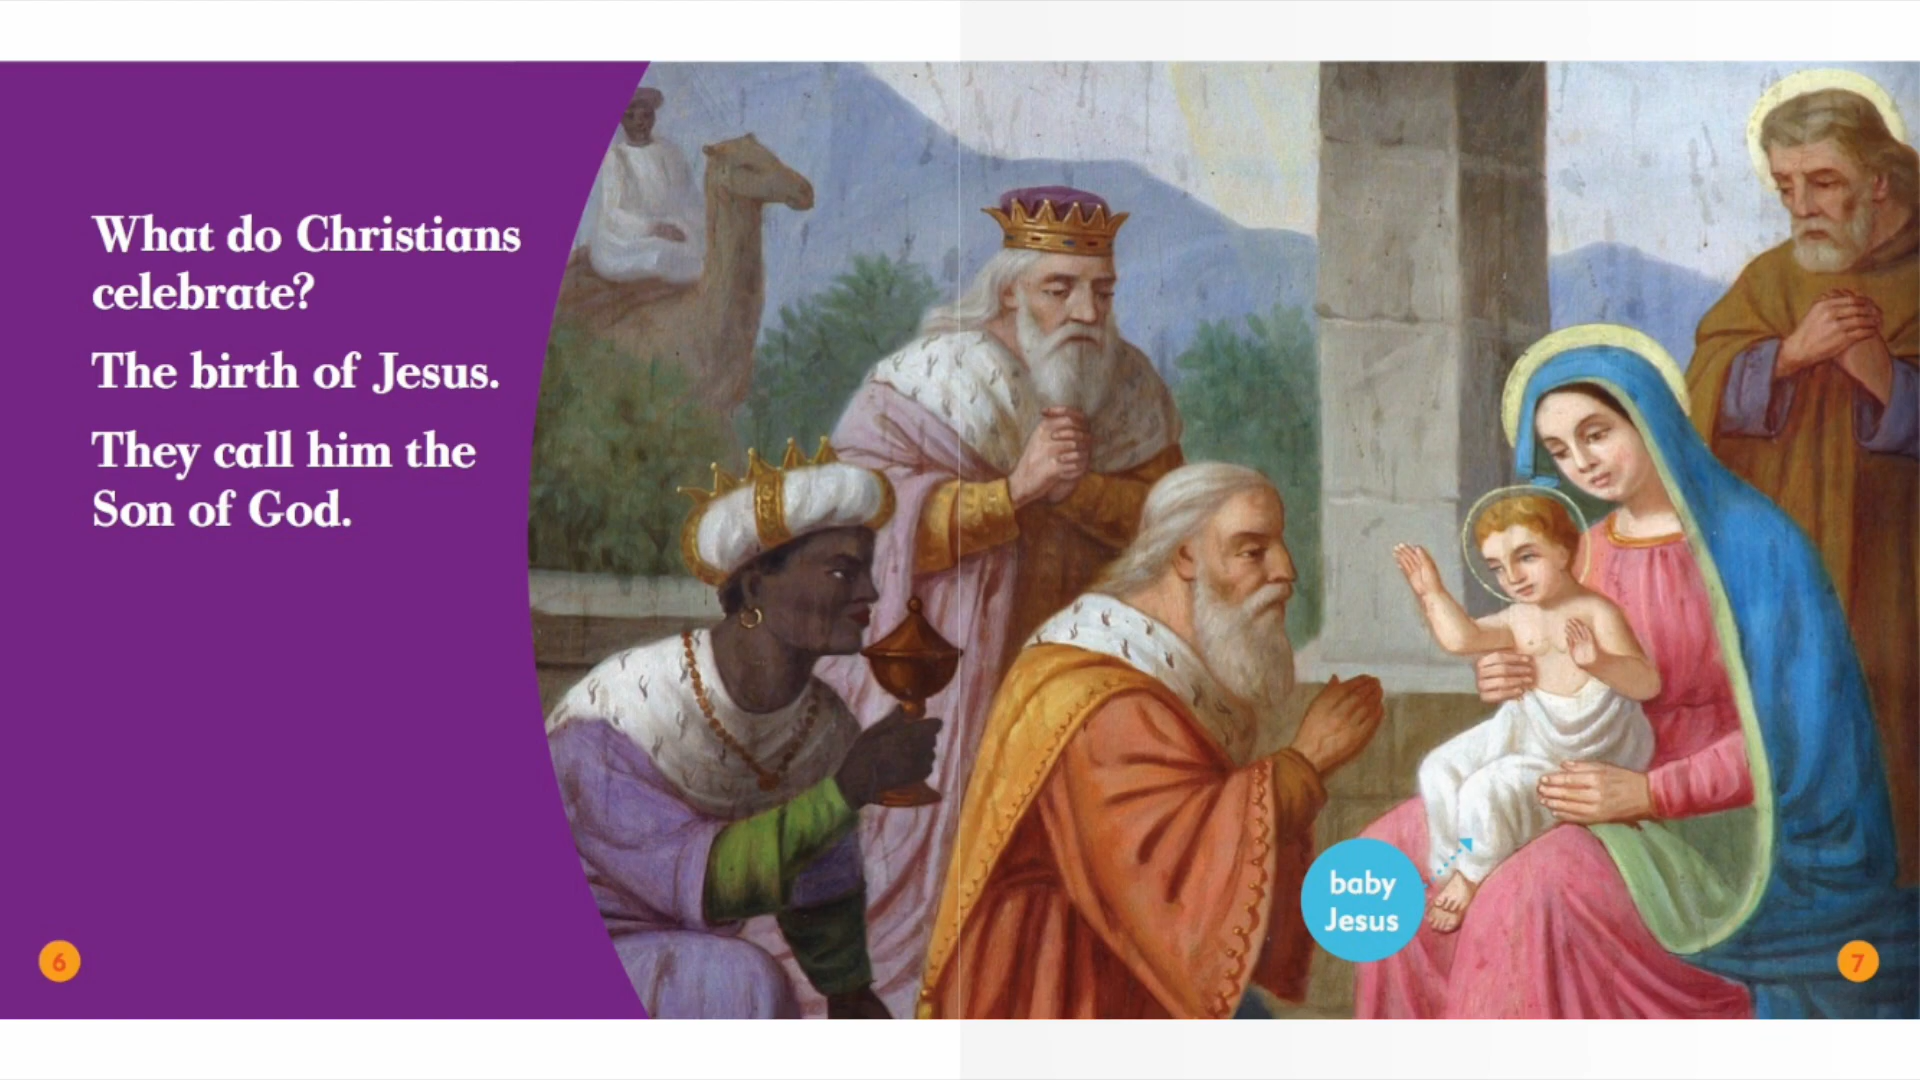 What do Christians
celebrate?
The birth of Jesus.
They call him the
Son of God.
baby
Jesus
6
7